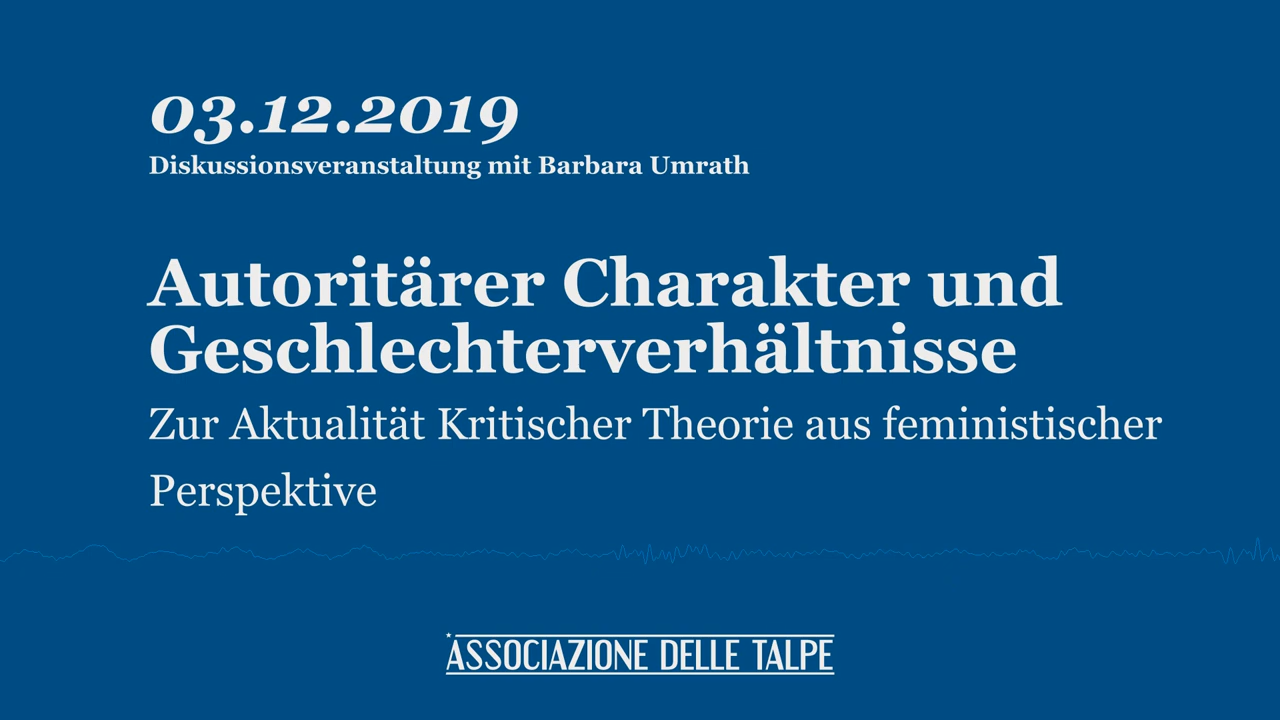 03.12.2019
Diskussionsveranstaltung mit Barbara Umrath
Autoritärer Charakter und
Geschlechterverhältnisse
Zur Aktualität Kritischer Theorie aus feministischer
Perspektive
ASSOCIAZIONE DELLE TALPE